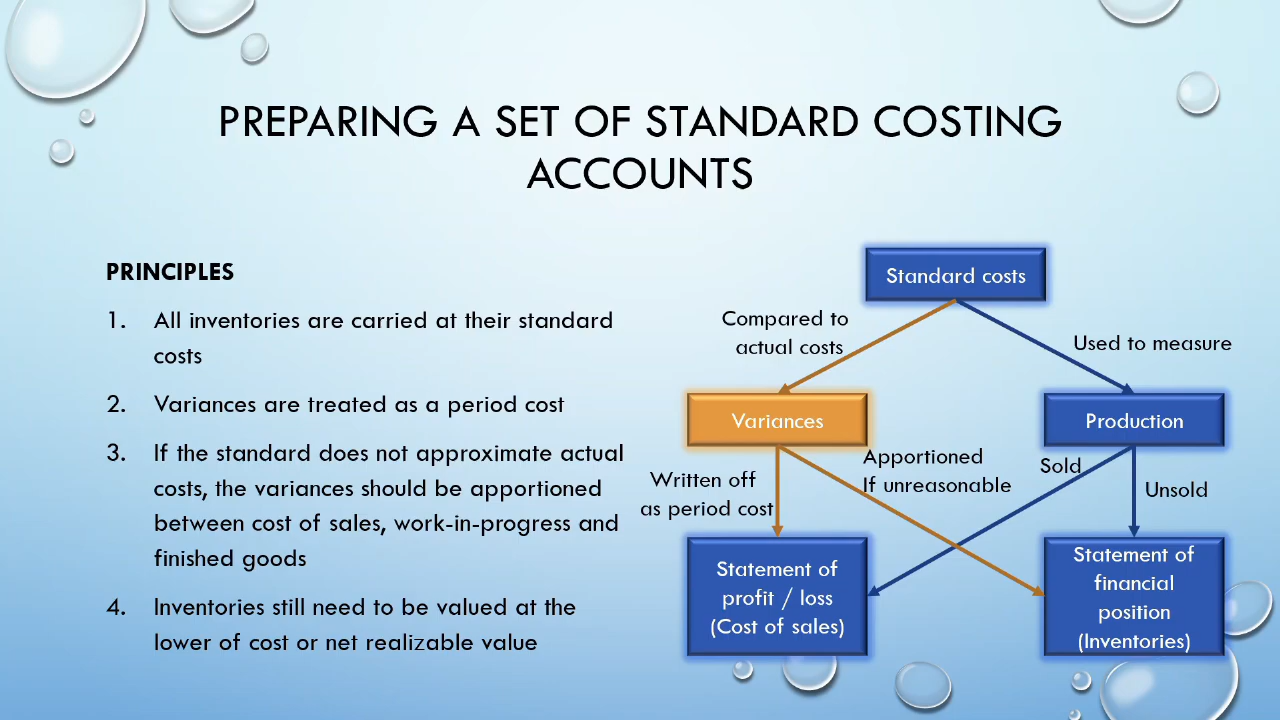 PREPARING A SET OF STANDARD COSTING
ACCOUNTS
PRINCIPLES
1. All inventories are carried at their standard
costs
2. Variances are treated as a period cost
3. If the standard does not approximate actual
costs, the variances should be apportioned
between cost of sales, work-in-progress and
finished goods
4. Inventories still need to be valued at the
lower of cost or net realizable value
Standard costs
Compared to
actual costs
Used to measure
Variances
Production
Written off
as period cost
Apportioned
If unreasonable
Sold
Unsold
Statement of
profit / loss
(Cost of sales)
Statement of
financial
position
(Inventories)